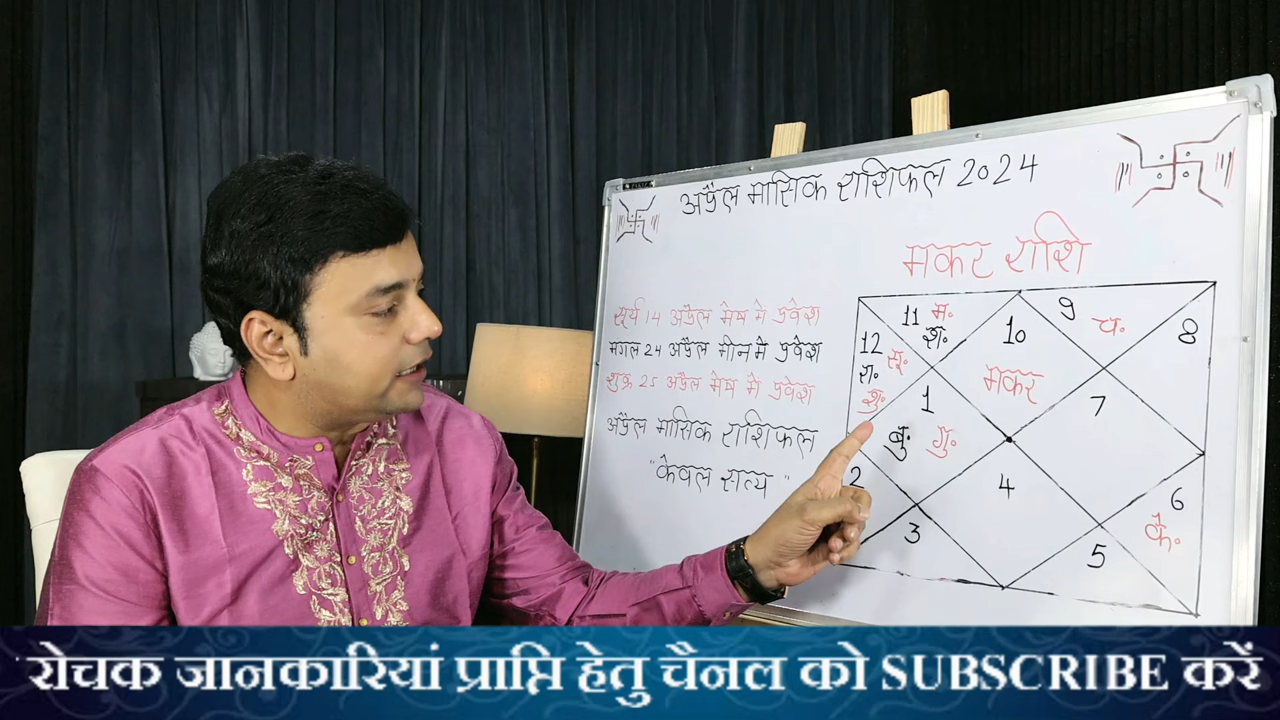 अप्रैल मासिक राशिफल 2024
मकर राशि
सूर्य 14 अप्रैल मेष मे प्रवेश
मंगल 24 अप्रैल मीन मे प्रवेश
शुक्र 25 अप्रैल मेष मे प्रवेश
अप्रैल मासिक राशिफल
"केवल सत्य"
11 म॰
श॰
10
मकर
9
च॰
8
12
सू॰
रा॰
शु॰
1
बु॰ गु॰
7
2
3
4
5
6
के॰
रोचक जानकारियां प्राप्ति हेतु चैनल को SUBSCRIBE करें